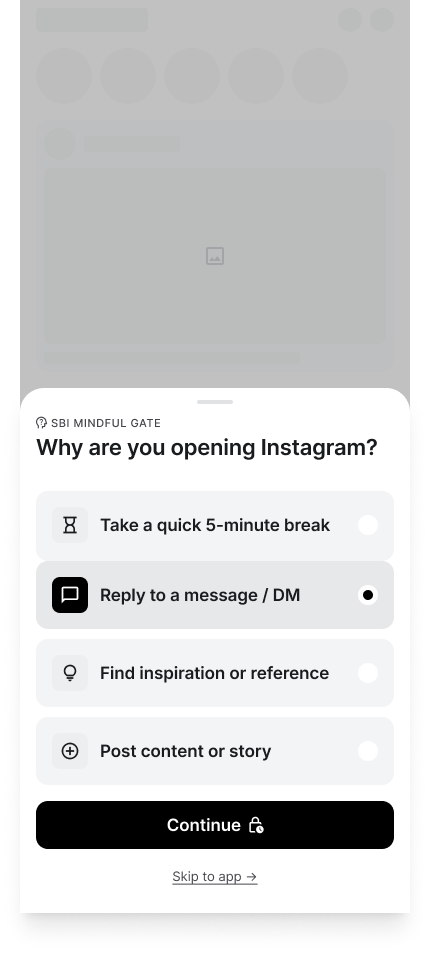 SBI MINDFUL GATE
Why are you opening Instagram?
Take a quick 5-minute break
Reply to a message / DM
Find inspiration or reference
Post content or story
Continue
Skip to app →